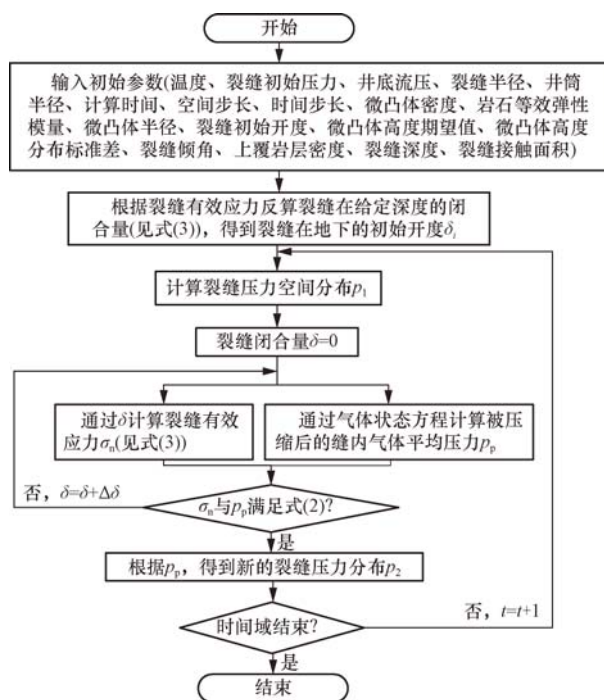 开始
输入初始参数(温度、裂缝初始压力、井底流压、裂缝半径、井筒
半径、计算时间、空间步长、时间步长、微凸体密度、岩石等效弹性
模量、微凸体半径、裂缝初始开度、微凸体高度期望值、微凸体高度
分布标准差、裂缝倾角、上覆岩层密度、裂缝深度、裂缝接触面积)
根据裂缝有效应力反算裂缝在给定深度的闭
合量(见式(3))，得到裂缝在地下的初始开度δi
计算裂缝压力空间分布p1
裂缝闭合量δ=0
通过δ计算裂缝有效
应力σn(见式(3))
通过气体状态方程计算被压
缩后的缝内气体平均压力pp
否，δ=δ+Δδ
σn与pp满足式(2)?
是
根据pp，得到新的裂缝压力分布p2
否，t=t+1
时间域结束?
是
结束